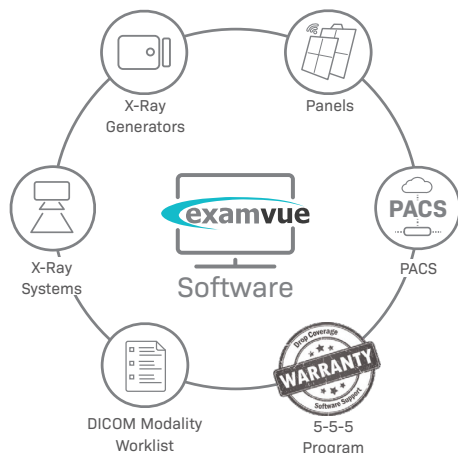 X-Ray
Generators
Panels
examvue
Software
X-Ray
Systems
PACS
PACS
DICOM Modality
Worklist
Drop Coverage
WARRANTY
Software Support
5-5-5
Program